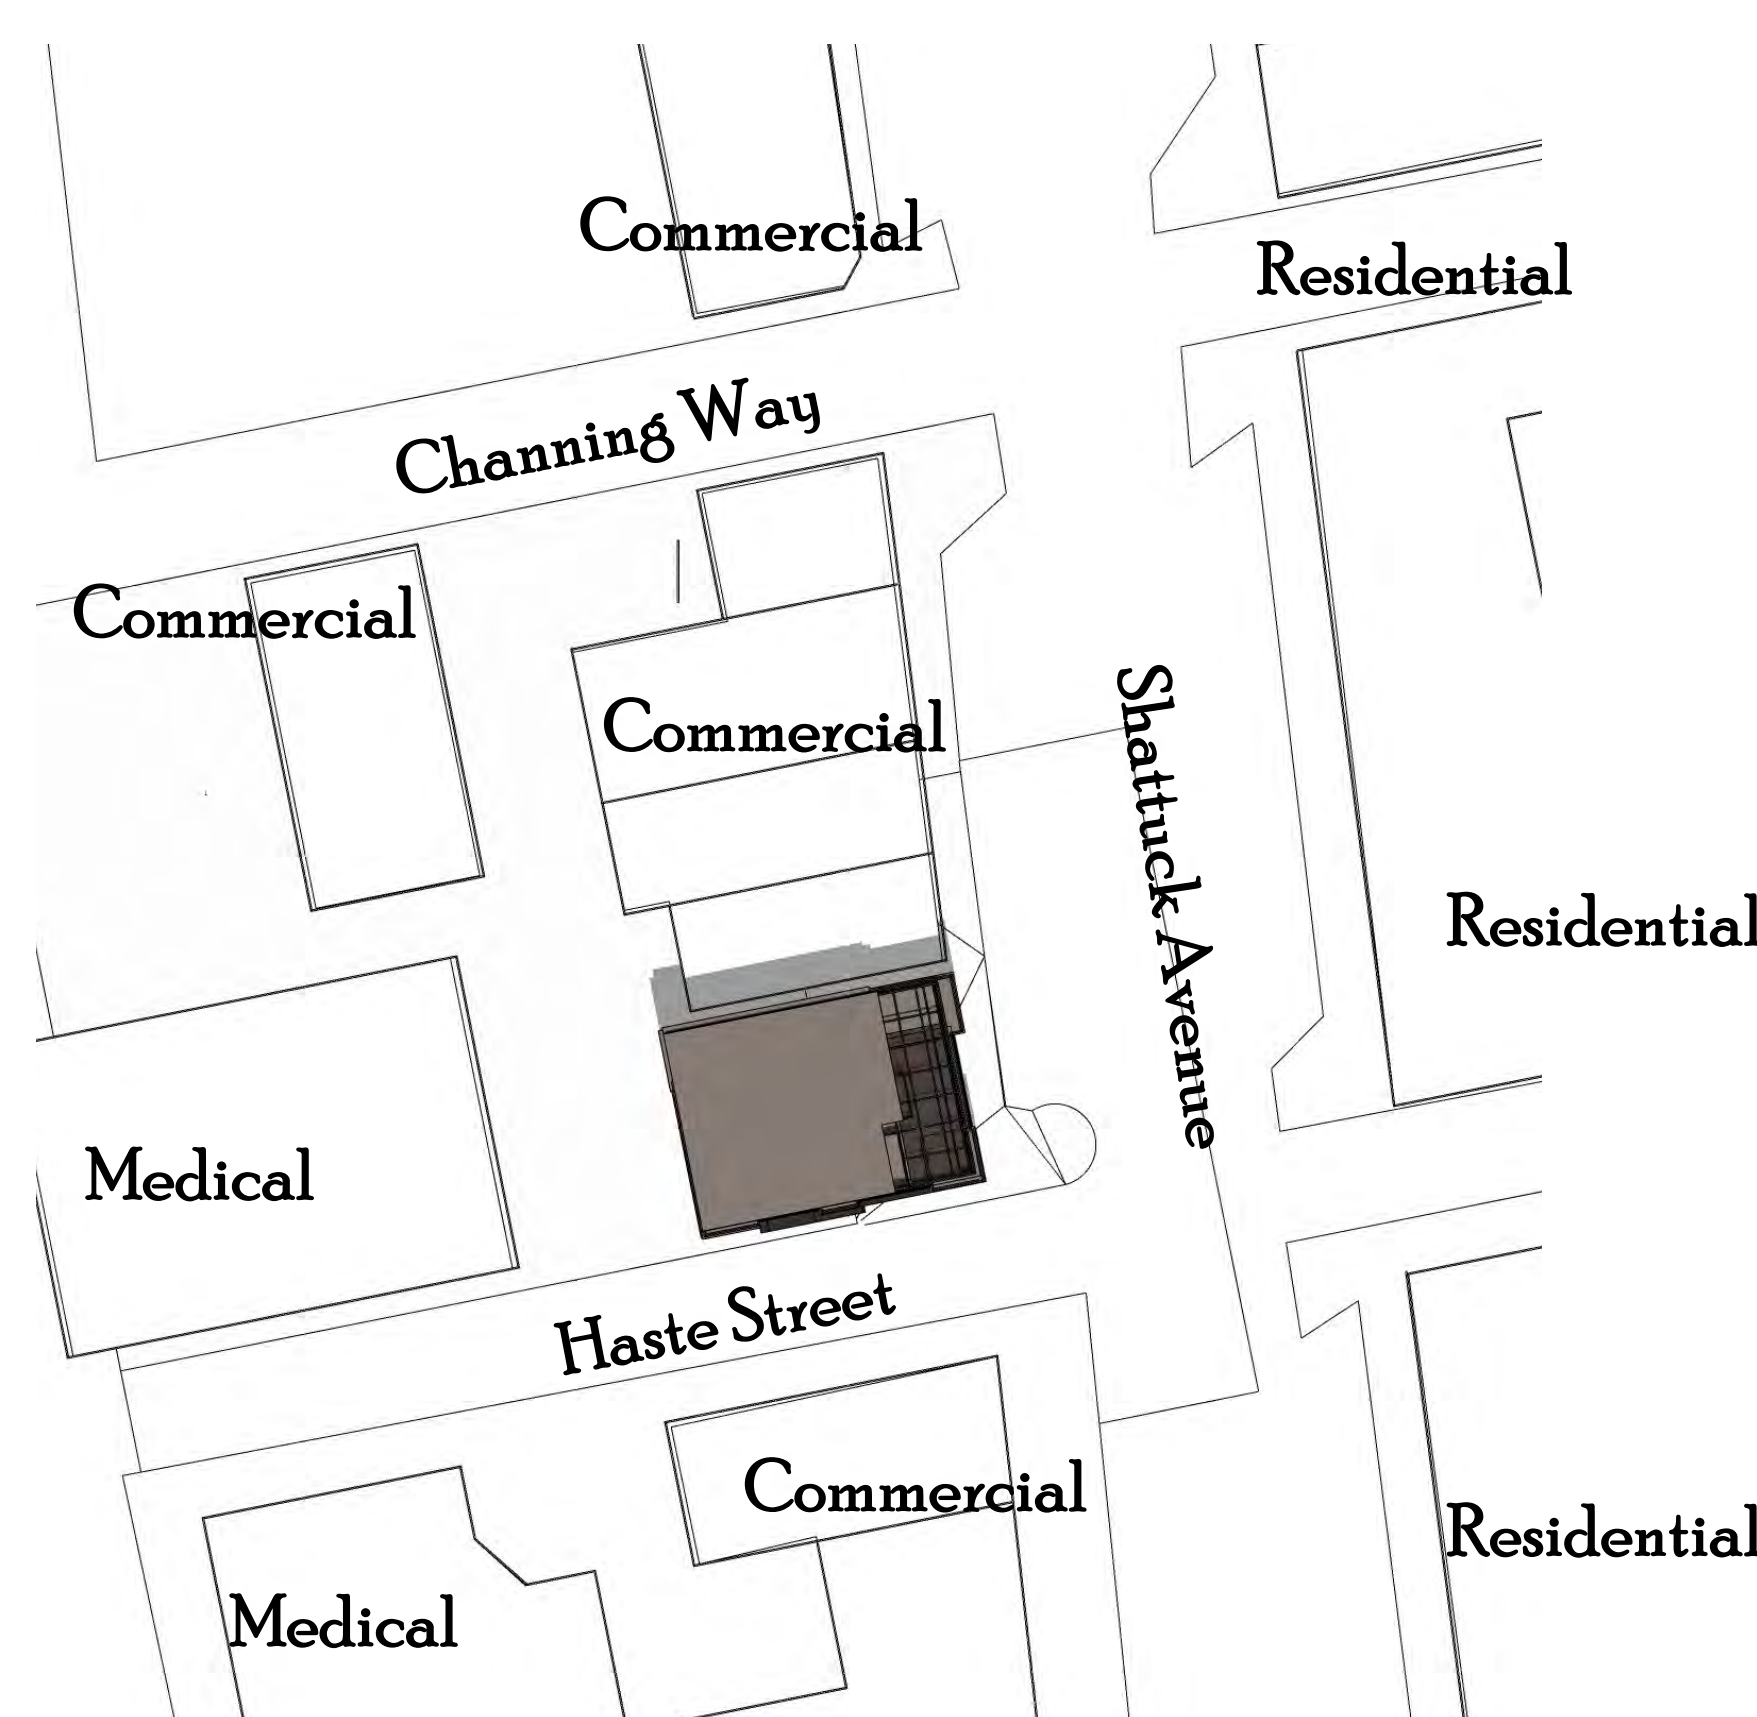 Commercial
Residential
Channing Way
Commercial
Commercial
Shattuck Avenue
Residential
Medical
Haste Street
Commercial
Residential
Medical